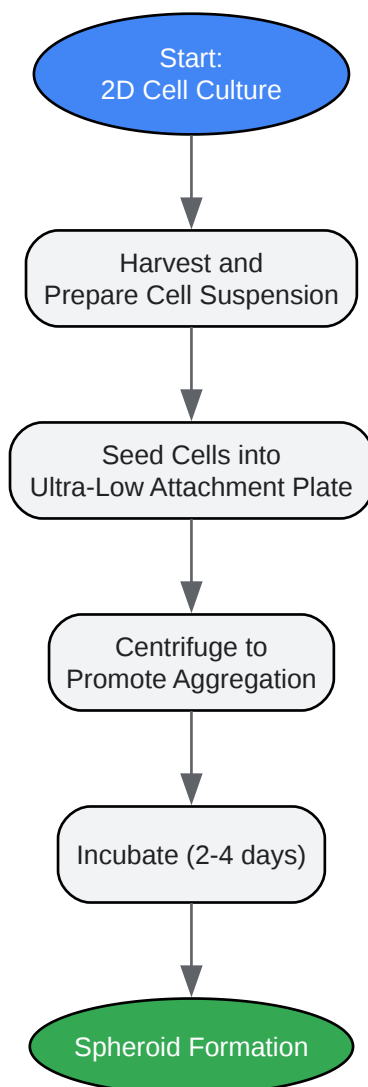 Start:
2D Cell Culture
Harvest and
Prepare Cell Suspension
Seed Cells into
Ultra-Low Attachment Plate
Centrifuge to
Promote Aggregation
Incubate (2-4 days)
Spheroid Formation